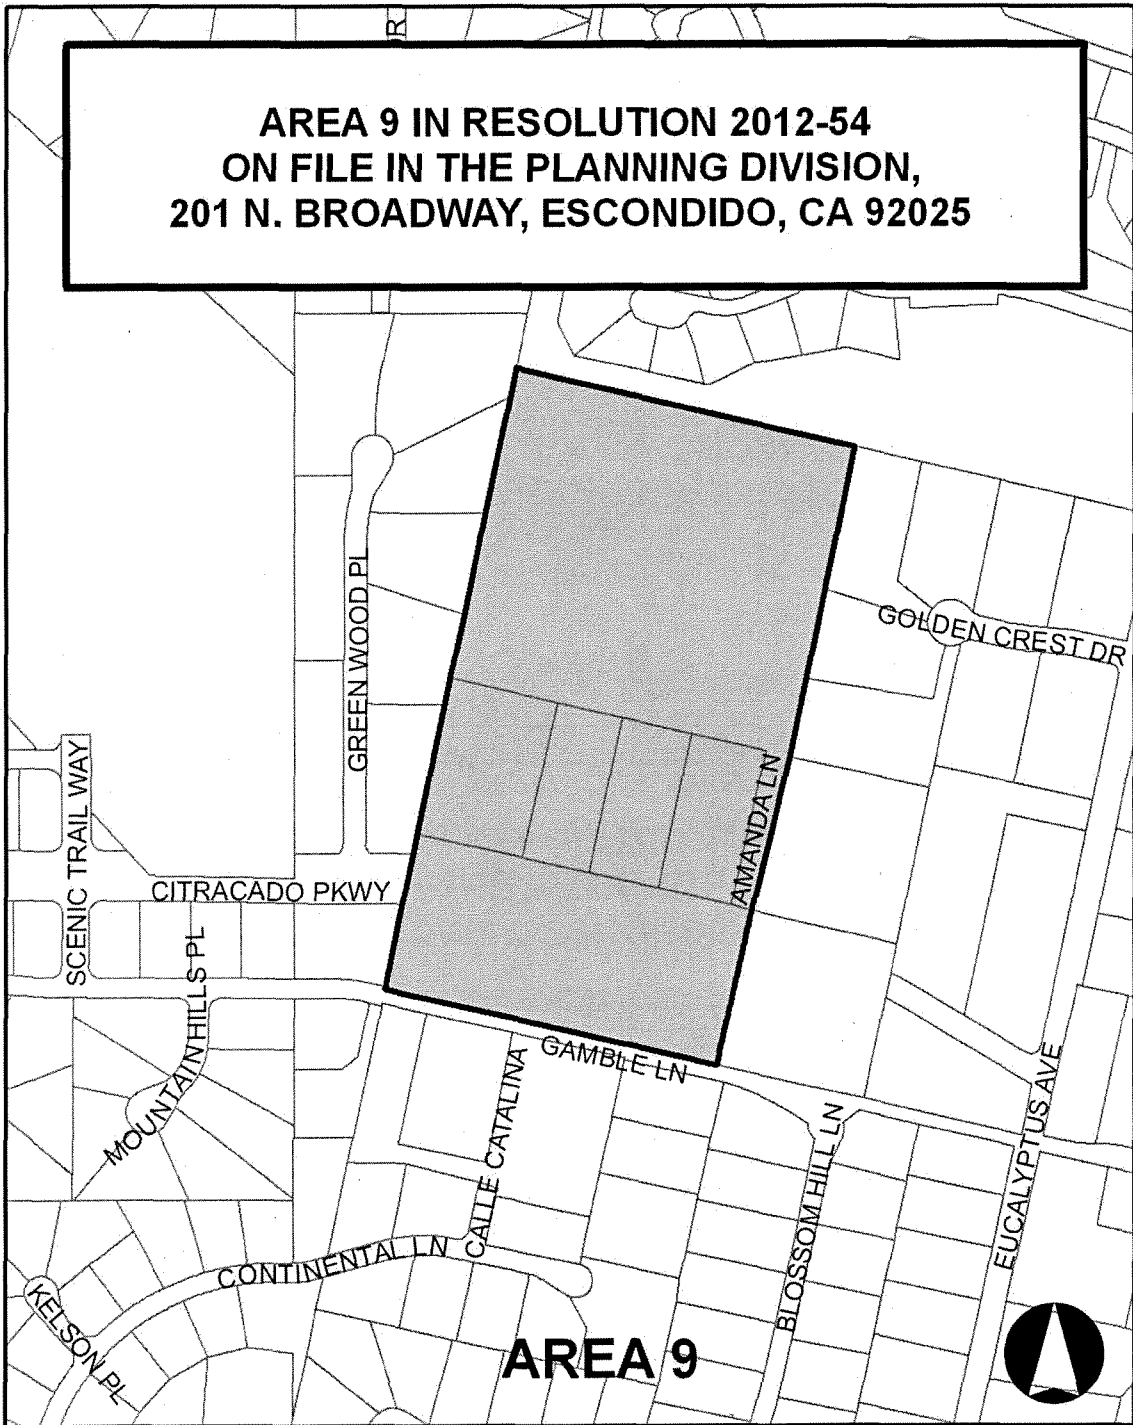 R
AREA 9 IN RESOLUTION 2012-54
ON FILE IN THE PLANNING DIVISION,
201 N. BROADWAY, ESCONDIDO, CA 92025
GREEN WOOD PL
GOLDEN CREST DR
SCENIC TRAIL WAY
AMANDA LN
CITRACADO PKWY
MOUNTAIN HILLS PL
GAMBLE LN
CALLE CATALINA
BLOSSOM HILL LN
EUCALYPTUS AVE
CONTINENTAL LN
KELSON PL
AREA 9